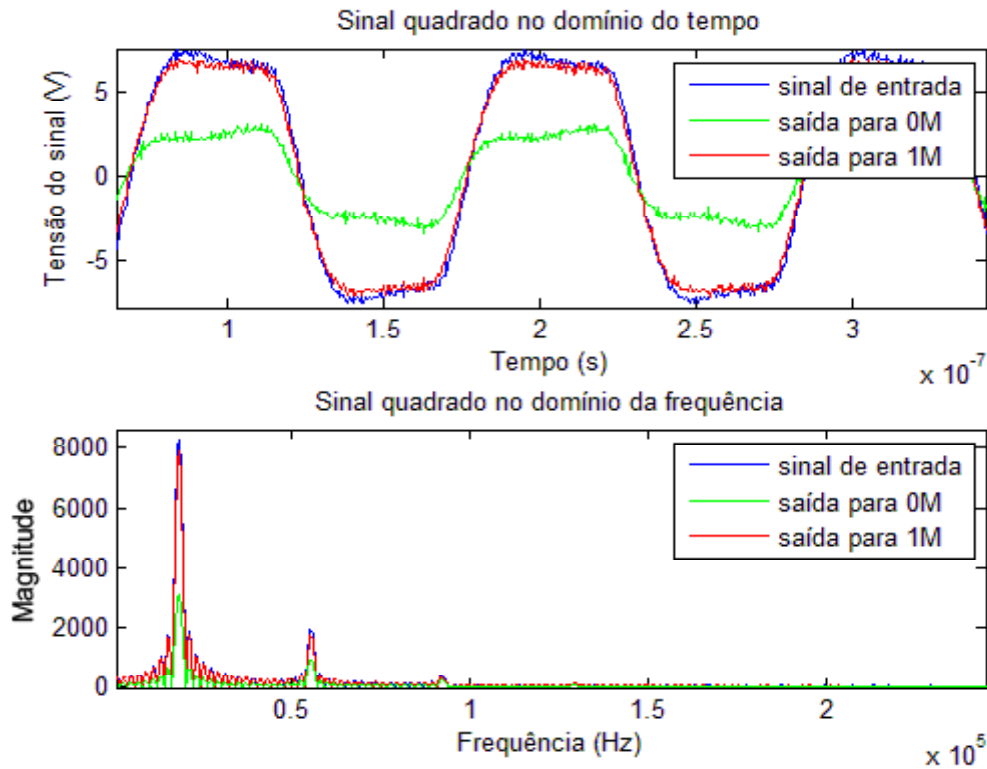 Sinal quadrado no domínio do tempo
Tensão do sinal (V)
5
0
-5
sinal de entrada
saída para 0M
saída para 1M
1
1.5
2
2.5
3
Tempo (s)
x 10-7
Sinal quadrado no domínio da frequência
Magnitude
8000
6000
4000
2000
0
sinal de entrada
saída para 0M
saída para 1M
0.5
1
1.5
2
Frequência (Hz)
x 105